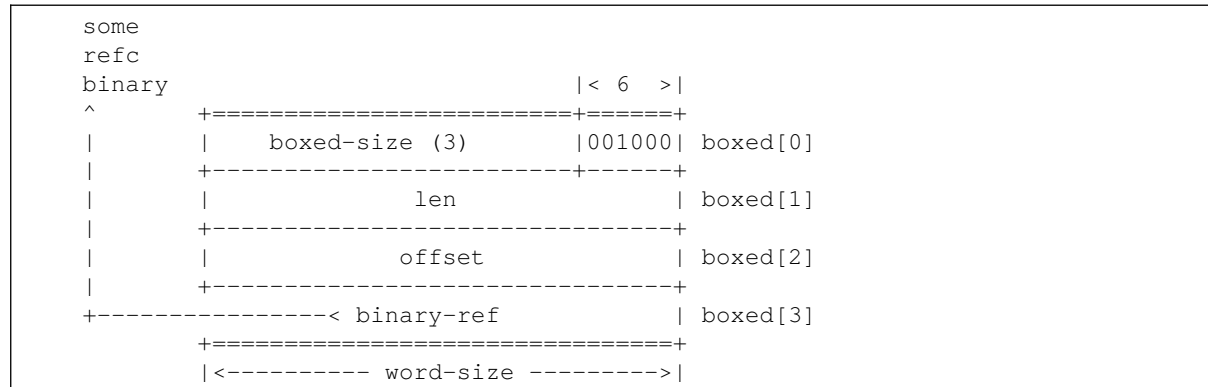 some
refc
binary                            |< 6  >|
^       +=========================+======+
|       |    boxed-size (3)       |001000| boxed[0]
|       +-------------------------+------+
|       |              len               | boxed[1]
|       +--------------------------------+
|       |             offset             | boxed[2]
|       +--------------------------------+
+----------------< binary-ref            | boxed[3]
        +================================+
        |<---------- word-size --------->|